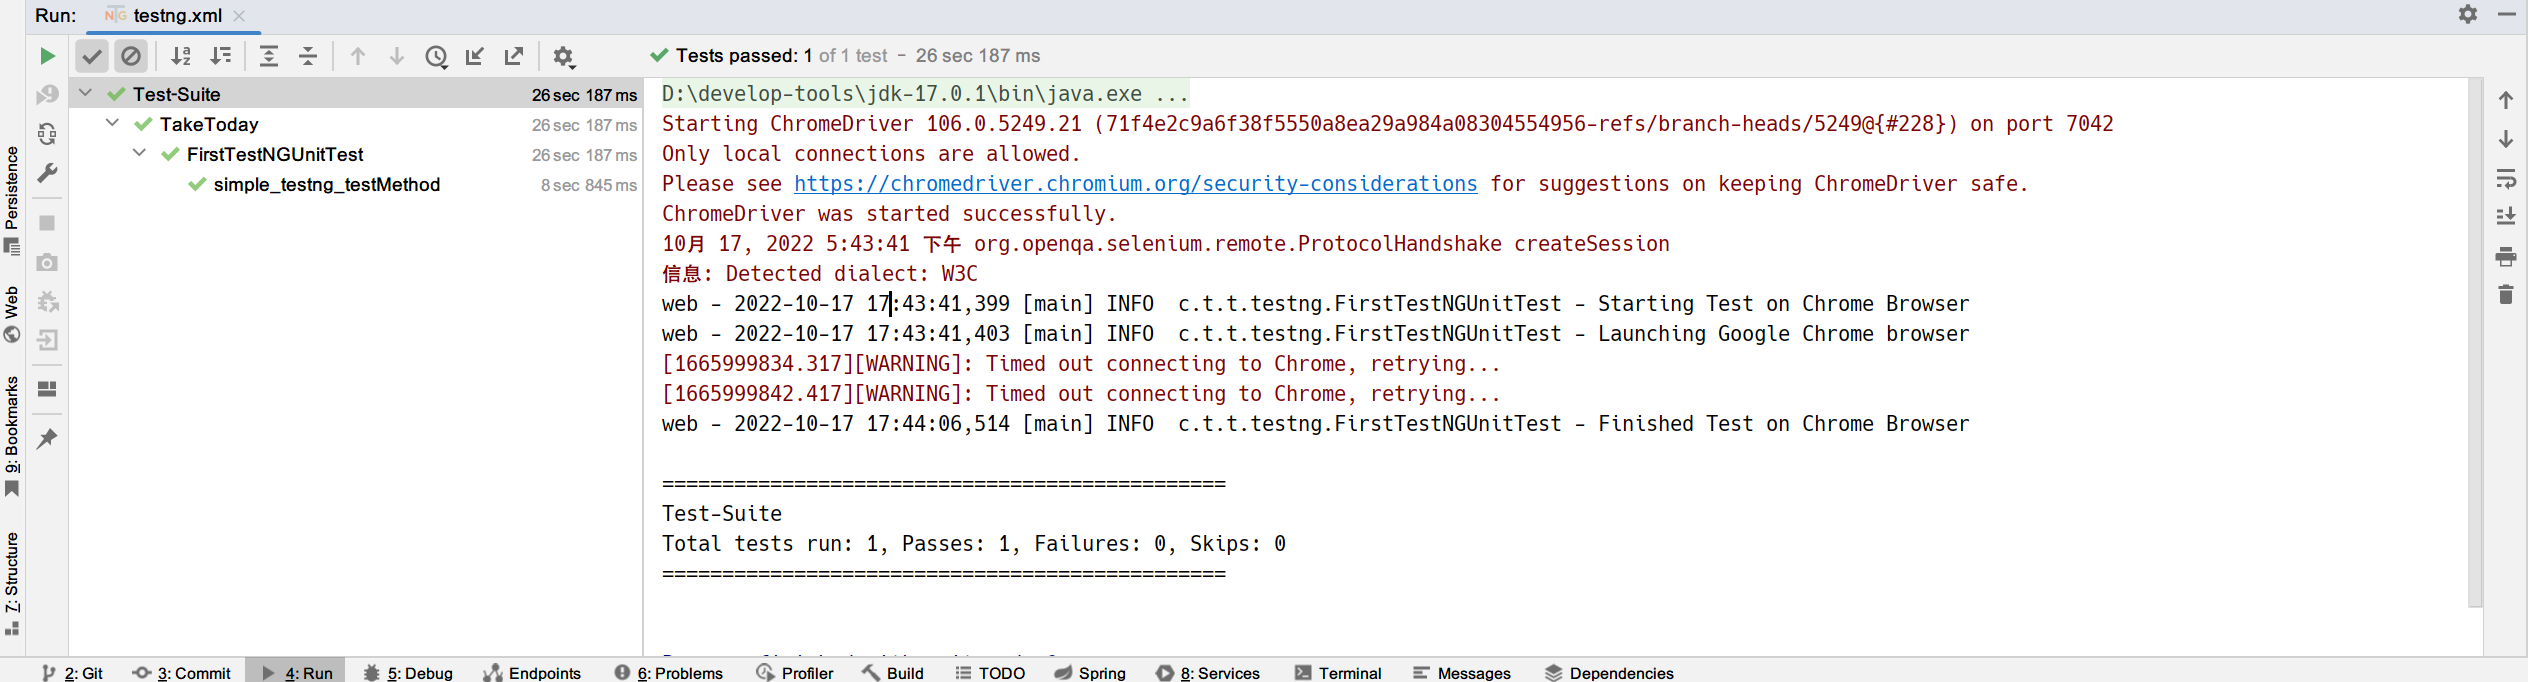 Run: testng.xml
Tests passed: 1 of 1 test – 26 sec 187 ms
Test-Suite 26 sec 187 ms
TakeToday 26 sec 187 ms
FirstTestNGUnitTest 26 sec 187 ms
simple_testng_testMethod 8 sec 845 ms
D:\develop-tools\jdk-17.0.1\bin\java.exe ...
Starting ChromeDriver 106.0.5249.21 (71f4e2c9a6f38f5550a8ea29a984a08304554956-refs/branch-heads/5249@{#228}) on port 7042
Only local connections are allowed.
Please see https://chromedriver.chromium.org/security-considerations for suggestions on keeping ChromeDriver safe.
ChromeDriver was started successfully.
10月 17, 2022 5:43:41 下午 org.openqa.selenium.remote.ProtocolHandshake createSession
信息: Detected dialect: W3C
web - 2022-10-17 17:43:41,399 [main] INFO  c.t.t.testng.FirstTestNGUnitTest - Starting Test on Chrome Browser
web - 2022-10-17 17:43:41,403 [main] INFO  c.t.t.testng.FirstTestNGUnitTest - Launching Google Chrome browser
[1665999834.317][WARNING]: Timed out connecting to Chrome, retrying...
[1665999842.417][WARNING]: Timed out connecting to Chrome, retrying...
web - 2022-10-17 17:44:06,514 [main] INFO  c.t.t.testng.FirstTestNGUnitTest - Finished Test on Chrome Browser
===============================================
Test-Suite
Total tests run: 1, Passes: 1, Failures: 0, Skips: 0
===============================================
Persistence
Web
9: Bookmarks
7: Structure
2: Git 3: Commit 4: Run 5: Debug Endpoints 6: Problems Profiler Build TODO Spring 8: Services Terminal Messages Dependencies